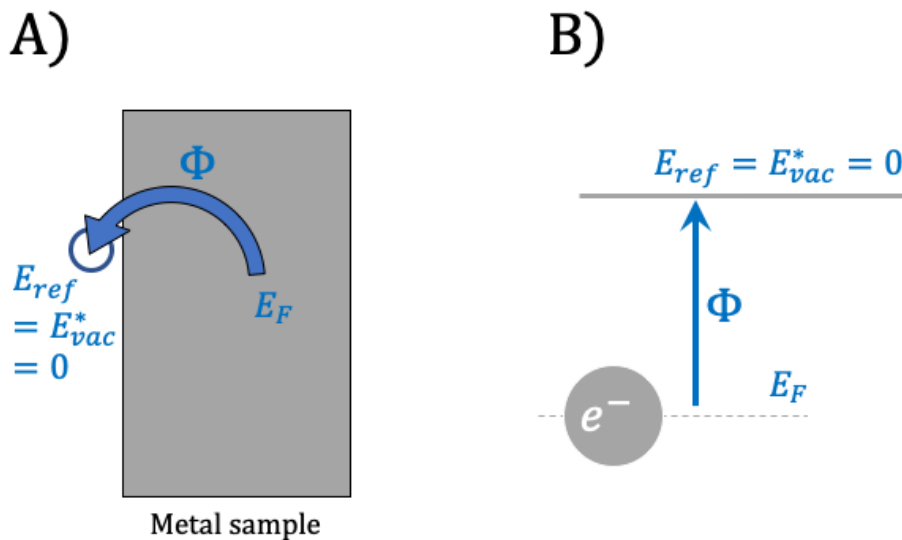 A)
B)
Φ
E_F
E_ref
= E*_vac
= 0
Metal sample
E_ref = E*_vac = 0
Φ
E_F
e⁻